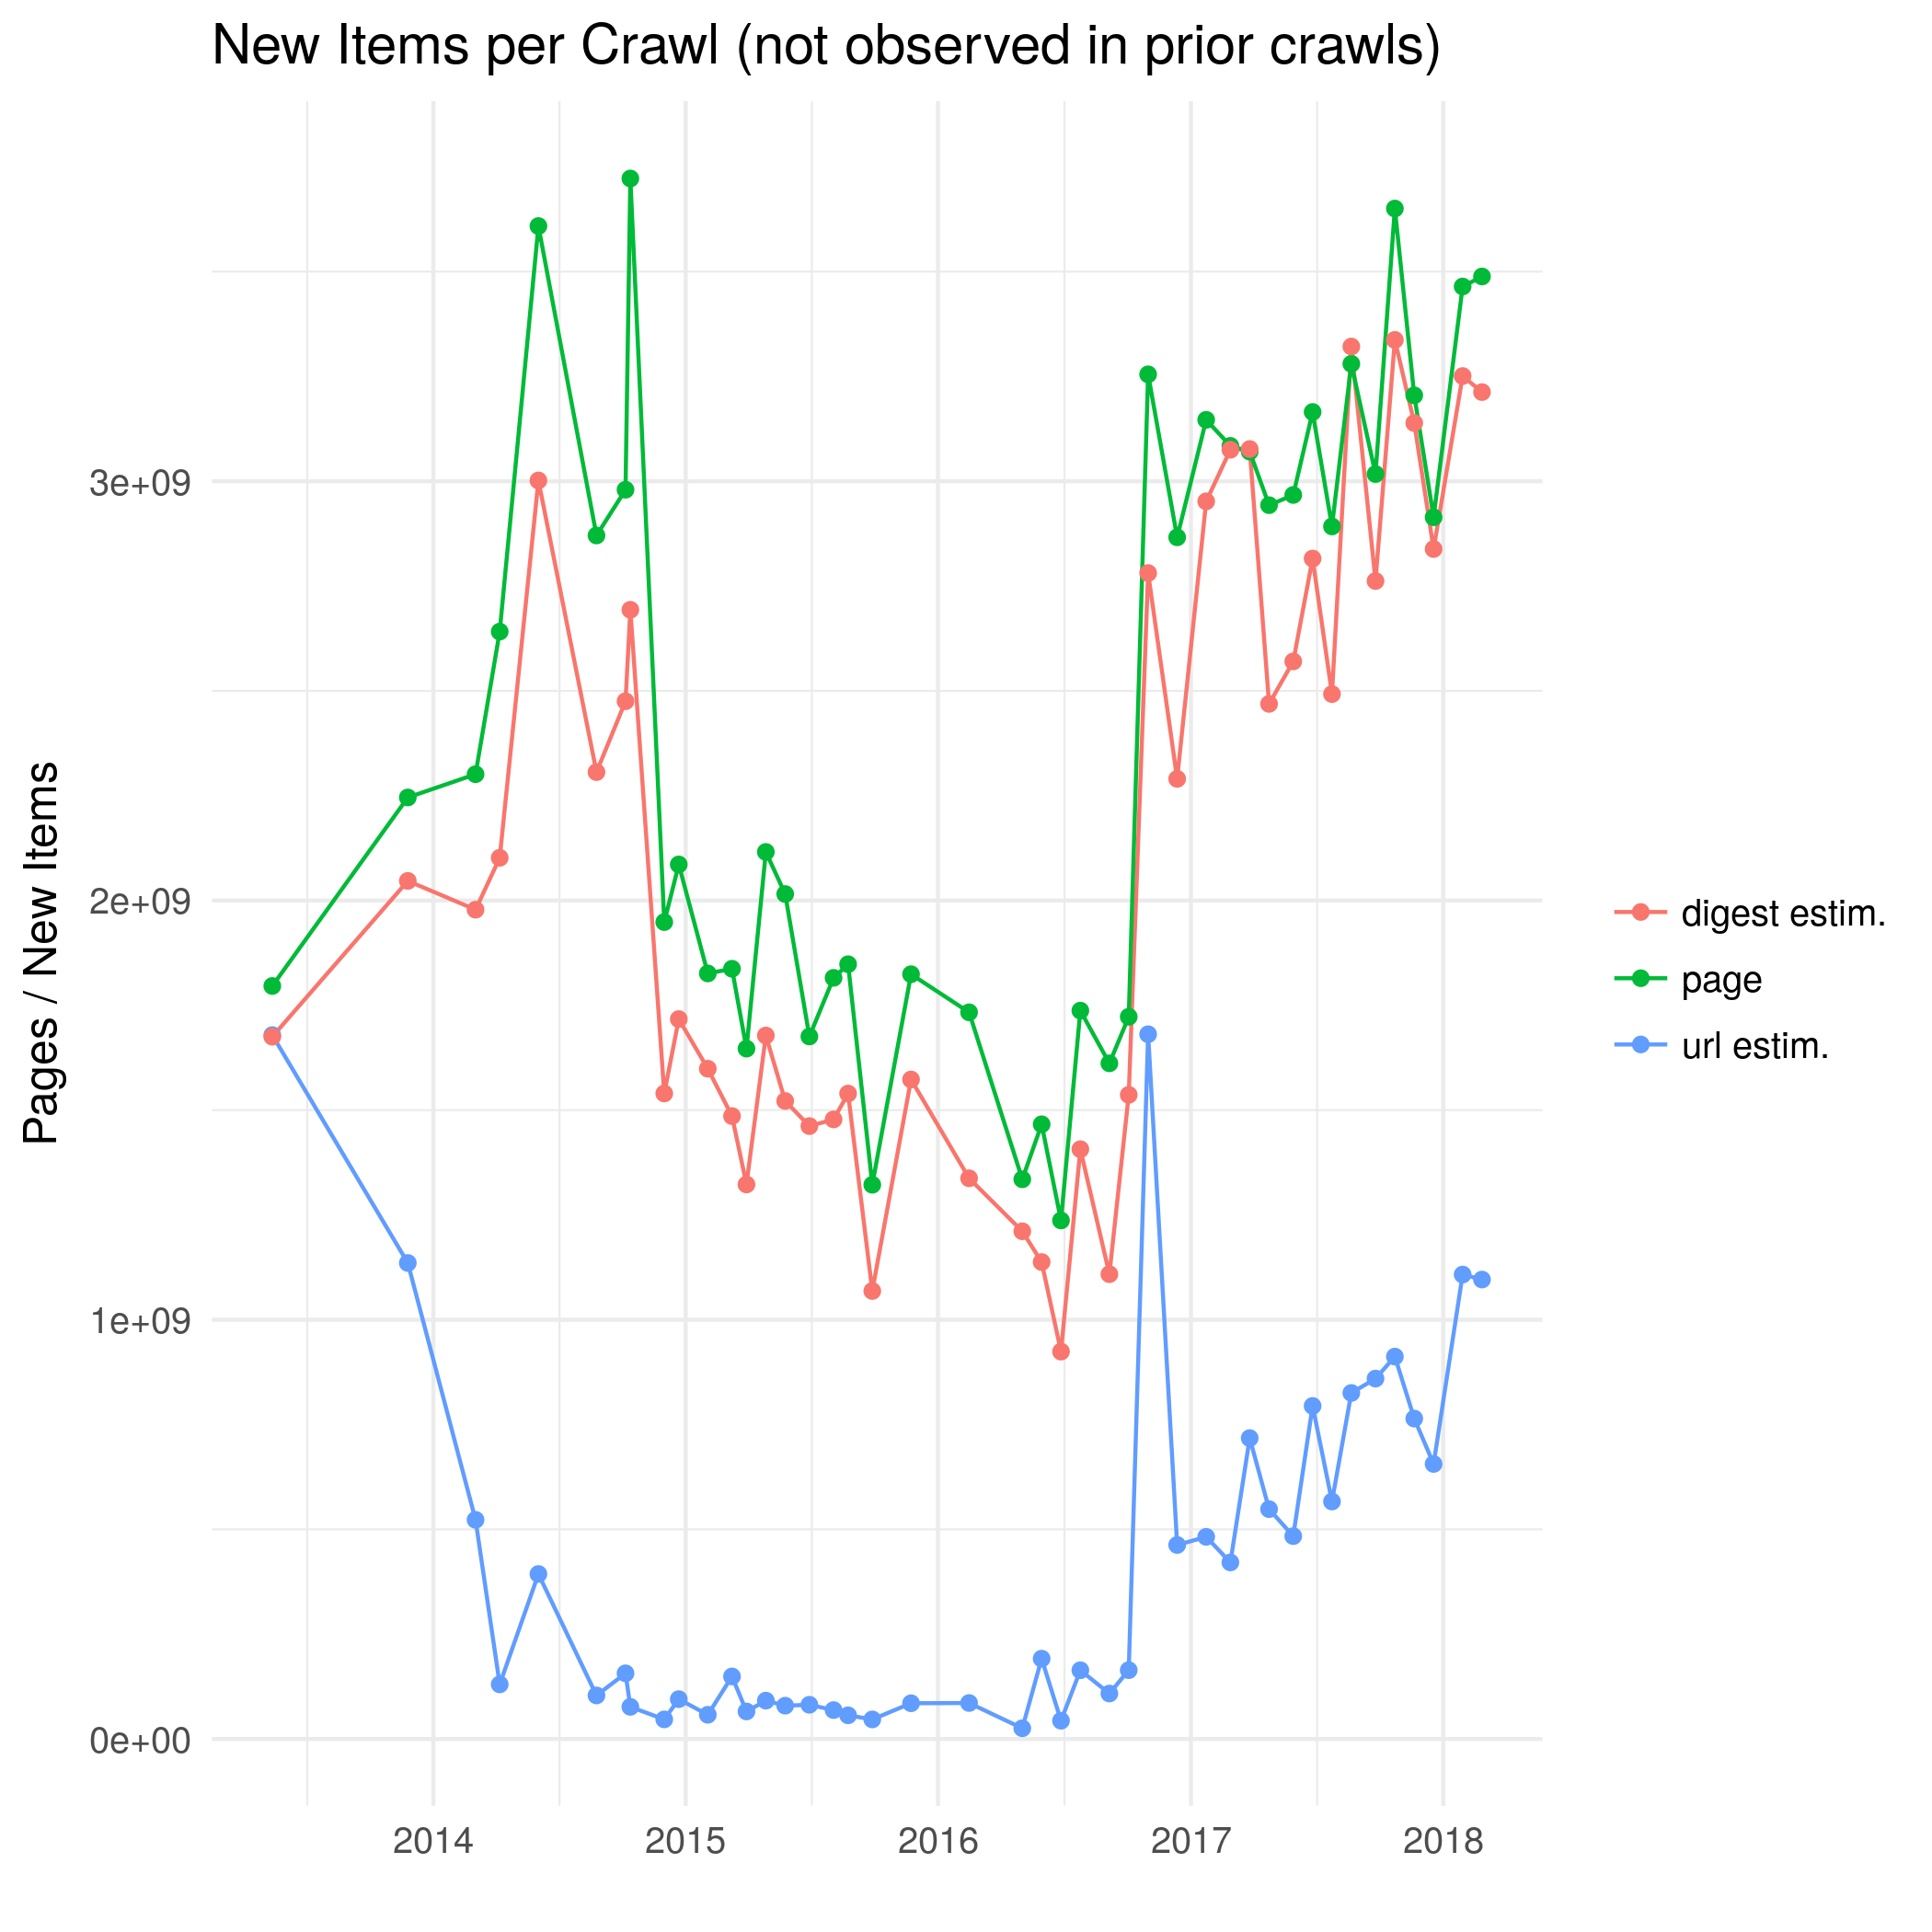 New Items per Crawl (not observed in prior crawls)
Pages / New Items
3e+09
2e+09
1e+09
0e+00
2014 2015 2016 2017 2018
digest estim.
page
url estim.